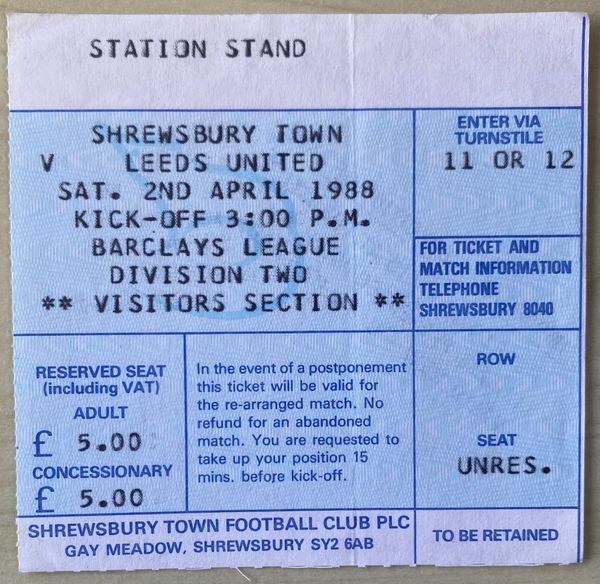 STATION STAND
SHREWSBURY TOWN
V LEEDS UNITED
SAT. 2ND APRIL 1988
KICK-OFF 3:00 P.M.
BARCLAYS LEAGUE
DIVISION TWO
** VISITORS SECTION **
ENTER VIA
TURNSTILE
11 OR 12
FOR TICKET AND
MATCH INFORMATION
TELEPHONE
SHREWSBURY 8040
RESERVED SEAT
(including VAT)
ADULT
£ 5.00
CONCESSIONARY
£ 5.00
In the event of a postponement
this ticket will be valid for
the re-arranged match. No
refund for an abandoned
match. You are requested to
take up your position 15
mins. before kick-off.
ROW
SEAT
UNRES.
SHREWSBURY TOWN FOOTBALL CLUB PLC
GAY MEADOW, SHREWSBURY SY2 6AB
TO BE RETAINED